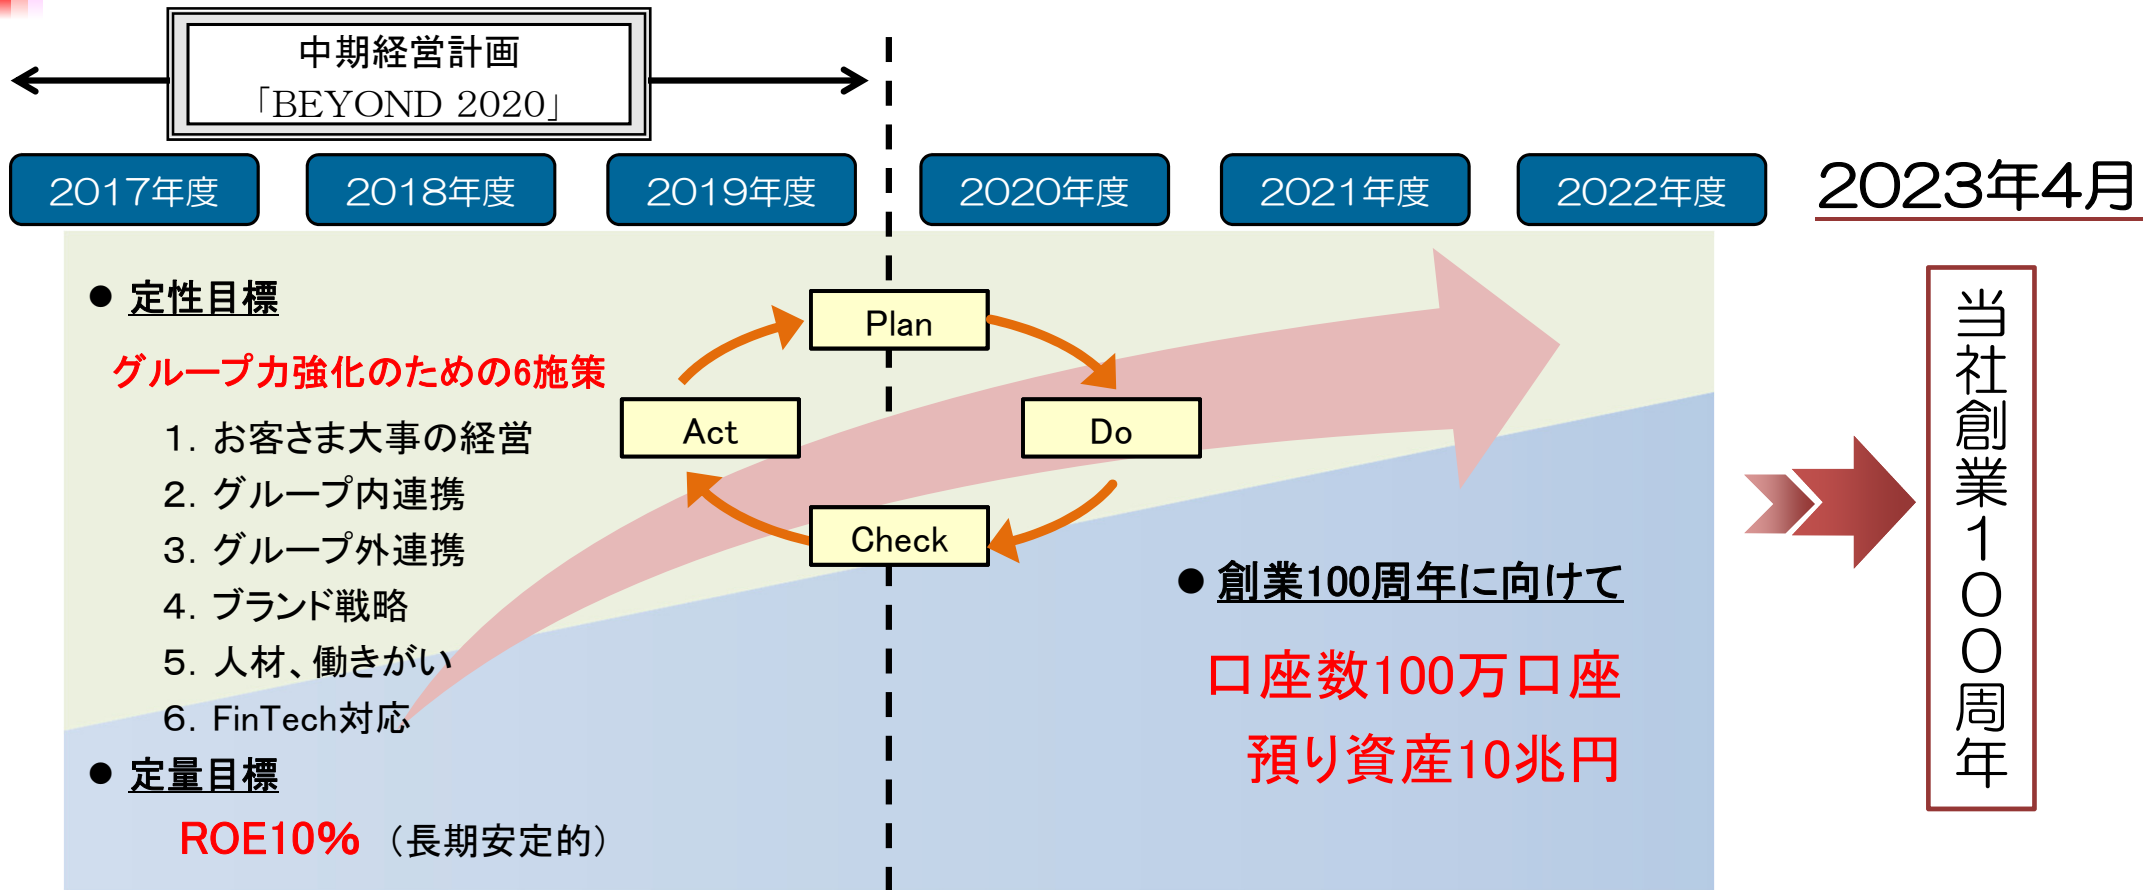 中期経営計画
「BEYOND 2020」
2017年度
2018年度
2019年度
2020年度
2021年度
2022年度
2023年4月
● 定性目標
グループ力強化のための6施策
1. お客さま大事の経営
2. グループ内連携
3. グループ外連携
4. ブランド戦略
5. 人材、働きがい
6. FinTech対応
● 定量目標
ROE10% （長期安定的）
Plan
Do
Check
Act
● 創業100周年に向けて
口座数100万口座
預り資産10兆円
当社創業100周年